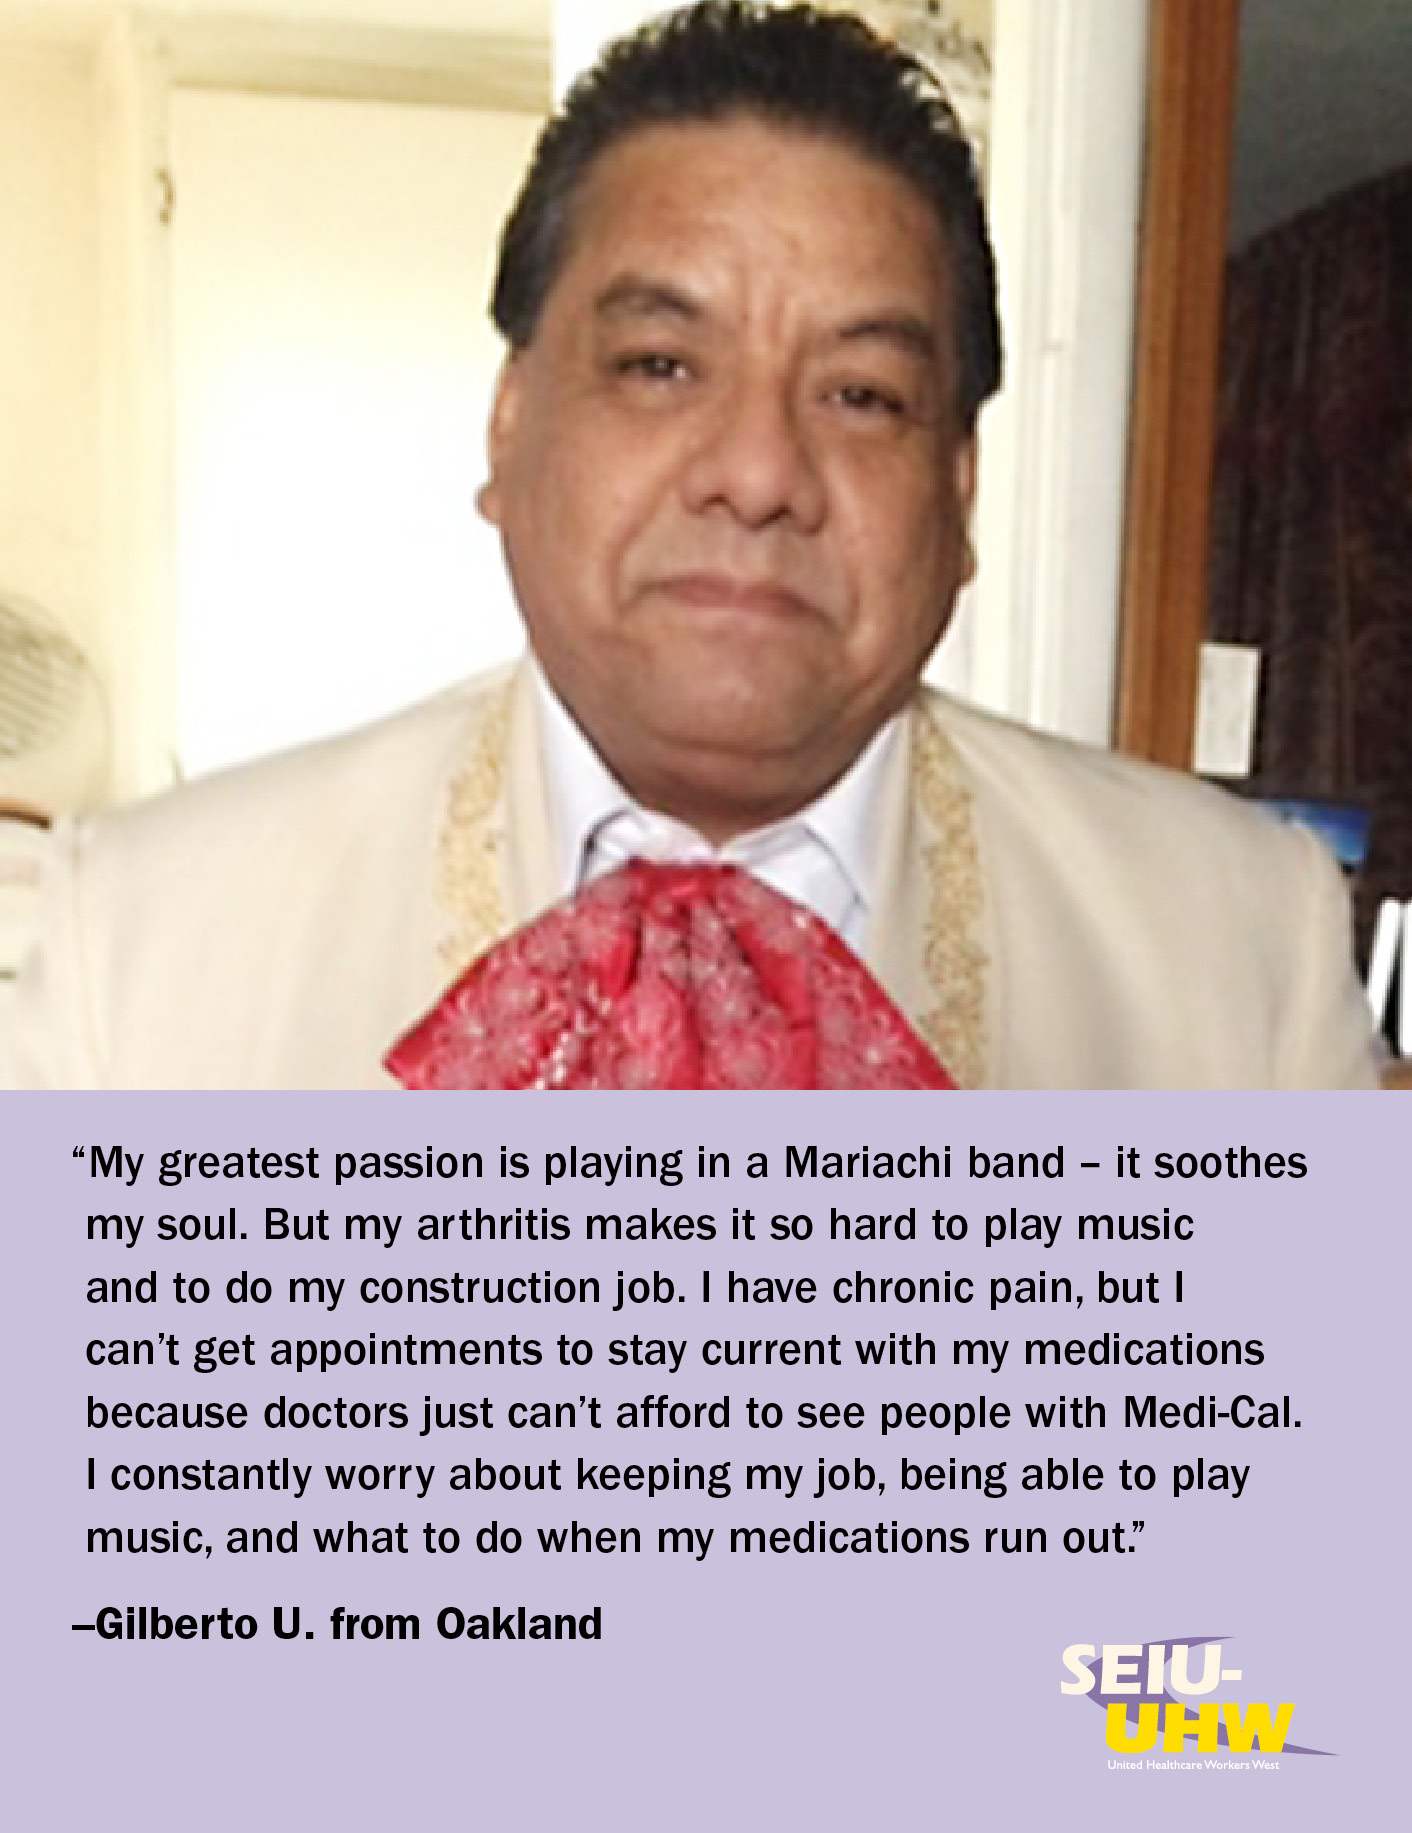 “My greatest passion is playing in a Mariachi band – it soothes
my soul. But my arthritis makes it so hard to play music
and to do my construction job. I have chronic pain, but I
can’t get appointments to stay current with my medications
because doctors just can’t afford to see people with Medi-Cal.
I constantly worry about keeping my job, being able to play
music, and what to do when my medications run out.”
–Gilberto U. from Oakland
SEIU-
UHW
United Healthcare Workers West